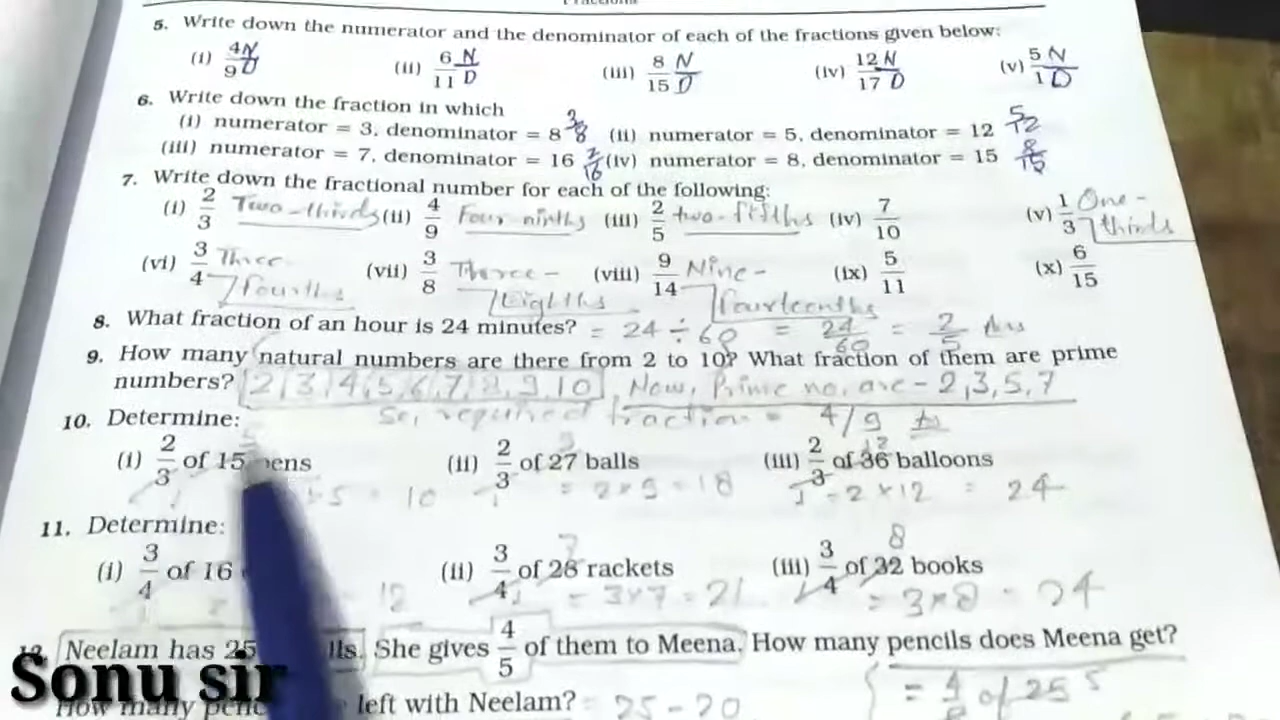 Fractions
5. Write down the numerator and the denominator of each of the fractions given below:
(i) 4/9 N/D (ii) 6/11 N/D (iii) 8/15 N/D (iv) 12/17 N/D (v) 5/1 N/D
6. Write down the fraction in which
(i) numerator = 3, denominator = 8 3/8 (ii) numerator = 5, denominator = 12 5/12
(iii) numerator = 7, denominator = 16 7/16 (iv) numerator = 8, denominator = 15 8/15
7. Write down the fractional number for each of the following:
(i) 2/3 Two-thirds (ii) 4/9 Four ninths (iii) 2/5 two-fifths (iv) 7/10 (v) 1/3 One-thirds
(vi) 3/4 Three-fourths (vii) 3/8 Three-Eighths (viii) 9/14 Nine-fourteenths (ix) 5/11 (x) 6/15
8. What fraction of an hour is 24 minutes? = 24 ÷ 60 = 24/60 = 2/5 Ans
9. How many natural numbers are there from 2 to 10? What fraction of them are prime
numbers? 2,3,4,5,6,7,8,9,10 Now, Prime no. are - 2,3,5,7
So, required fraction = 4/9
10. Determine:
(i) 2/3 of 15 pens (ii) 2/3 of 27 balls (iii) 2/3 of 36 balloons
= 10 = 2×9 = 18 = 2×12 = 24
11. Determine:
(i) 3/4 of 16 (ii) 3/4 of 28 rackets (iii) 3/4 of 32 books
12 = 3×7 = 21 = 3×8 = 24
12. Neelam has 25 She gives 4/5 of them to Meena. How many pencils does Meena get?
How many left with Neelam? = 25 - 20 = 4/5 of 25
Sonu sir